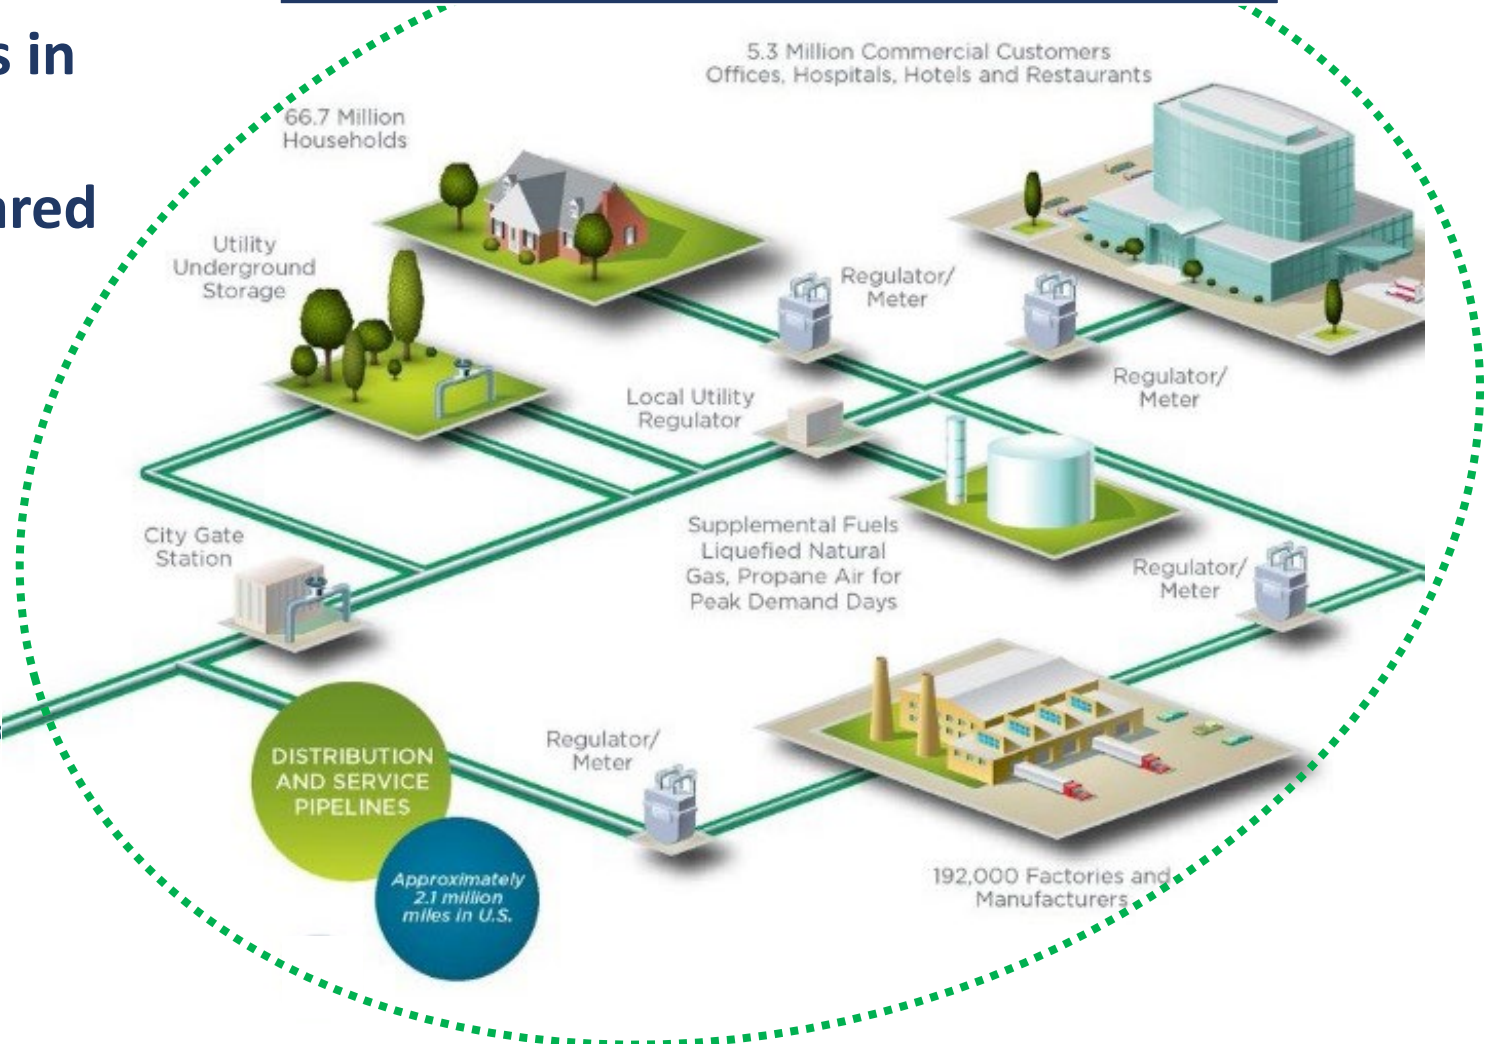 s in
ared
5.3 Million Commercial Customers
Offices, Hospitals, Hotels and Restaurants
66.7 Million
Households
Utility
Underground
Storage
Regulator/
Meter
Regulator/
Meter
Local Utility
Regulator
City Gate
Station
Supplemental Fuels
Liquefied Natural
Gas, Propane Air for
Peak Demand Days
Regulator/
Meter
DISTRIBUTION
AND SERVICE
PIPELINES
Regulator/
Meter
Approximately
2.1 million
miles in U.S.
192,000 Factories and
Manufacturers